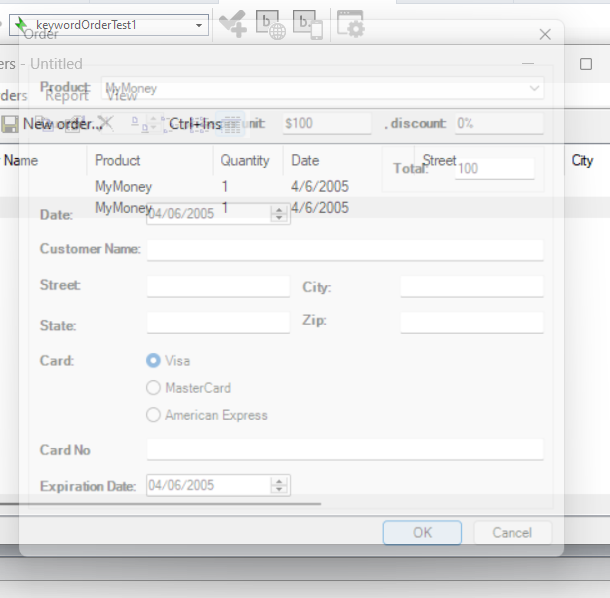 keywordOrderTest1
Order
ers - Untitled
Product: MyMoney
ders Report View
New order... Ctrl+Ins unit: $100 , discount: 0%
Name Product Quantity Date Street City
Total: 100
MyMoney 1 4/6/2005
MyMoney 1 4/6/2005
Date: 04/06/2005
Customer Name:
Street: City:
State: Zip:
Card: Visa
MasterCard
American Express
Card No
Expiration Date: 04/06/2005
OK Cancel